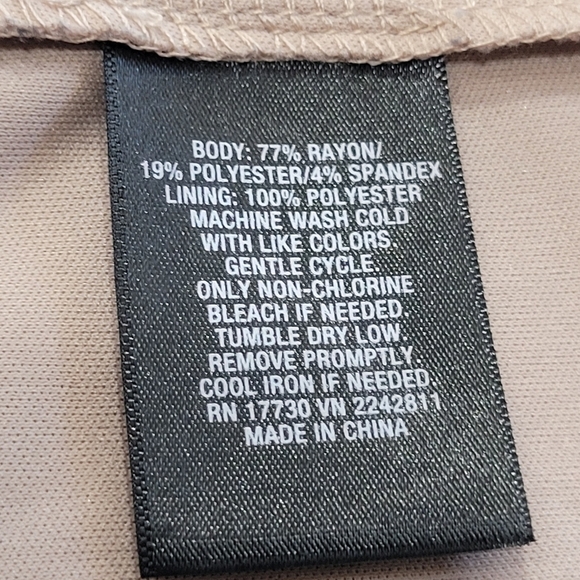 BODY: 77% RAYON/
19% POLYESTER/4% SPANDEX
LINING: 100% POLYESTER
MACHINE WASH COLD
WITH LIKE COLORS.
GENTLE CYCLE.
ONLY NON-CHLORINE
BLEACH IF NEEDED.
TUMBLE DRY LOW.
REMOVE PROMPTLY.
COOL IRON IF NEEDED.
RN 17730 VN 2242811
MADE IN CHINA